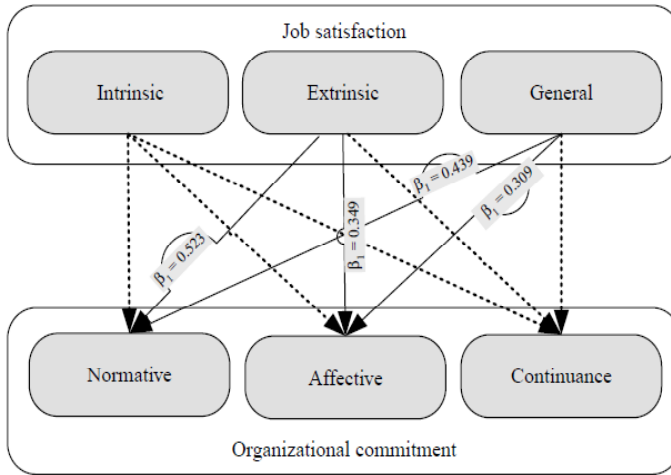 Job satisfaction
Intrinsic
Extrinsic
General
β₁ = 0.439
β₁ = 0.309
β₁ = 0.349
β₁ = 0.523
Normative
Affective
Continuance
Organizational commitment